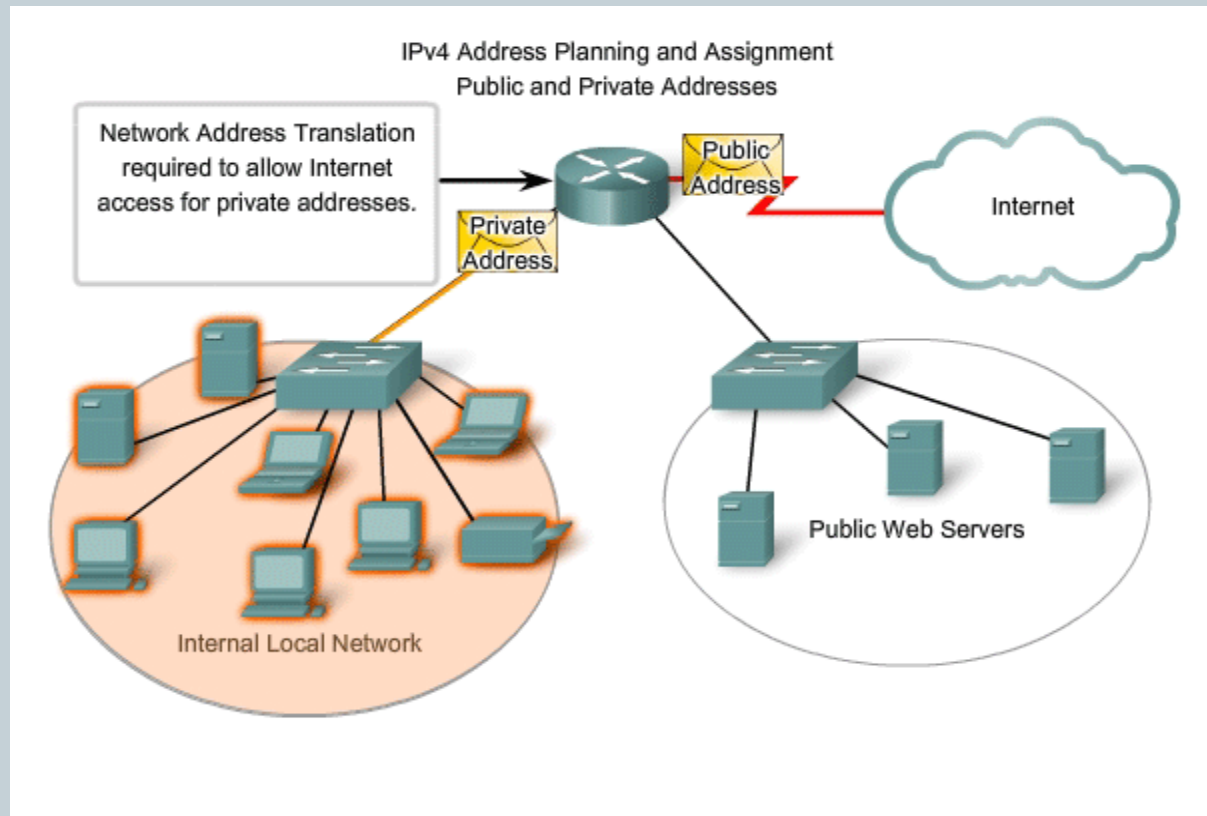 IPv4 Address Planning and Assignment
Public and Private Addresses
Network Address Translation
required to allow Internet
access for private addresses.
Public
Address
Private
Address
Internet
Public Web Servers
Internal Local Network